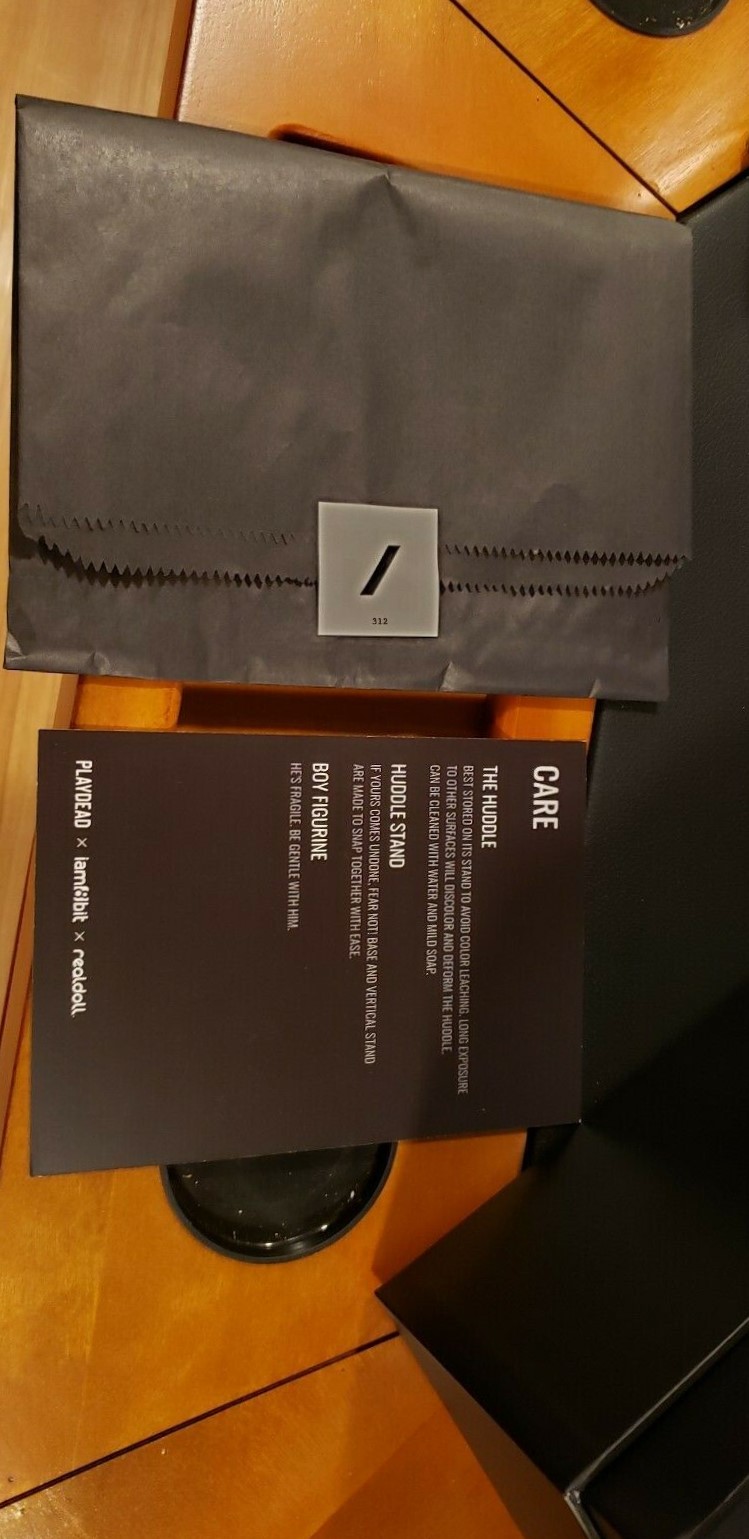 /
312
CARE
THE HUDDLE
BEST STORED ON ITS STAND TO AVOID COLOR LEACHING. LONG EXPOSURE
TO OTHER SURFACES WILL DISCOLOR AND DEFORM THE HUDDLE.
CAN BE CLEANED WITH WATER AND MILD SOAP.
HUDDLE STAND
IF YOURS COMES UNDONE, FEAR NOT! BASE AND VERTICAL STAND
ARE MADE TO SNAP TOGETHER WITH EASE.
BOY FIGURINE
HE'S FRAGILE. BE GENTLE WITH HIM.
PLAYDEAD × iam8bit × realdoll